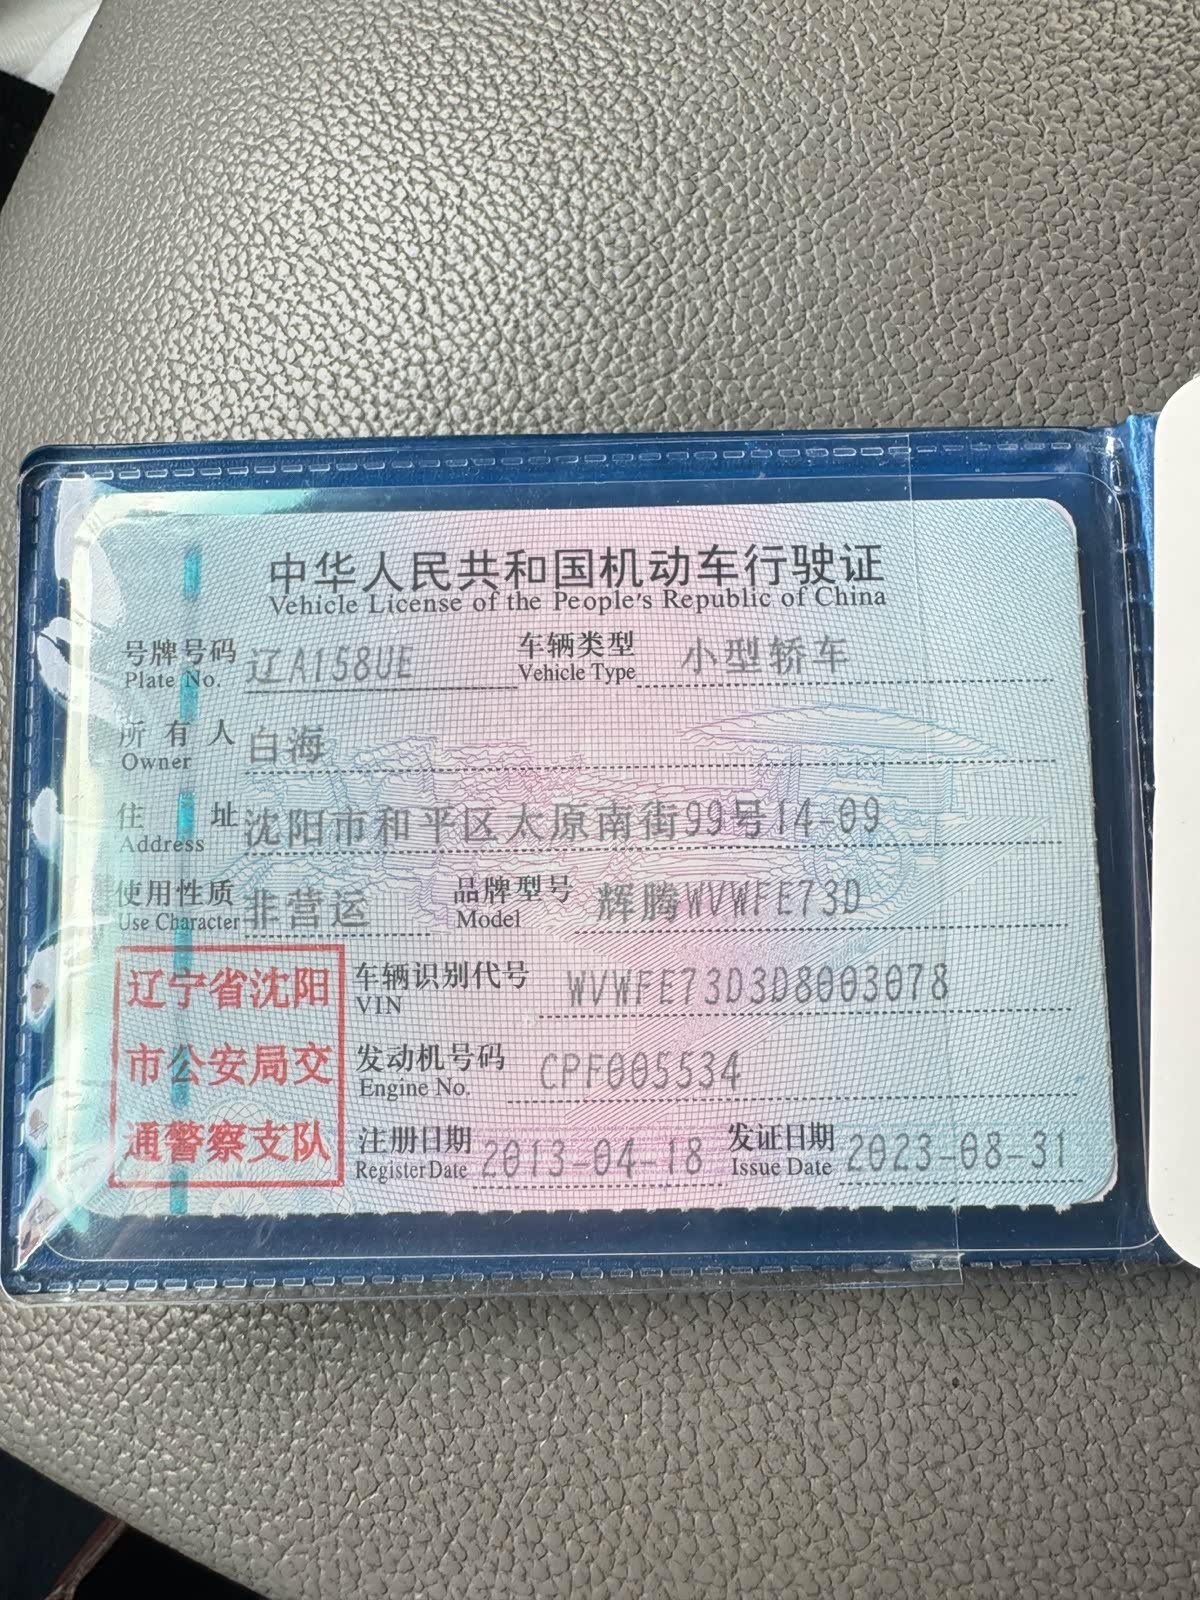 中华人民共和国机动车行驶证
Vehicle License of the People's Republic of China
号牌号码 辽A158UE 车辆类型 小型轿车
Plate No. Vehicle Type
所有人 白海
Owner
住址 沈阳市和平区太原南街99号14-09
Address
使用性质 非营运 品牌型号 辉腾WVWFE73D
Use Character Model
辽宁省沈阳
市公安局交
通警察支队
车辆识别代号 WVWFE73D3D8003078
VIN
发动机号码 CPF005534
Engine No.
注册日期 2013-04-18 发证日期 2023-08-31
Register Date Issue Date